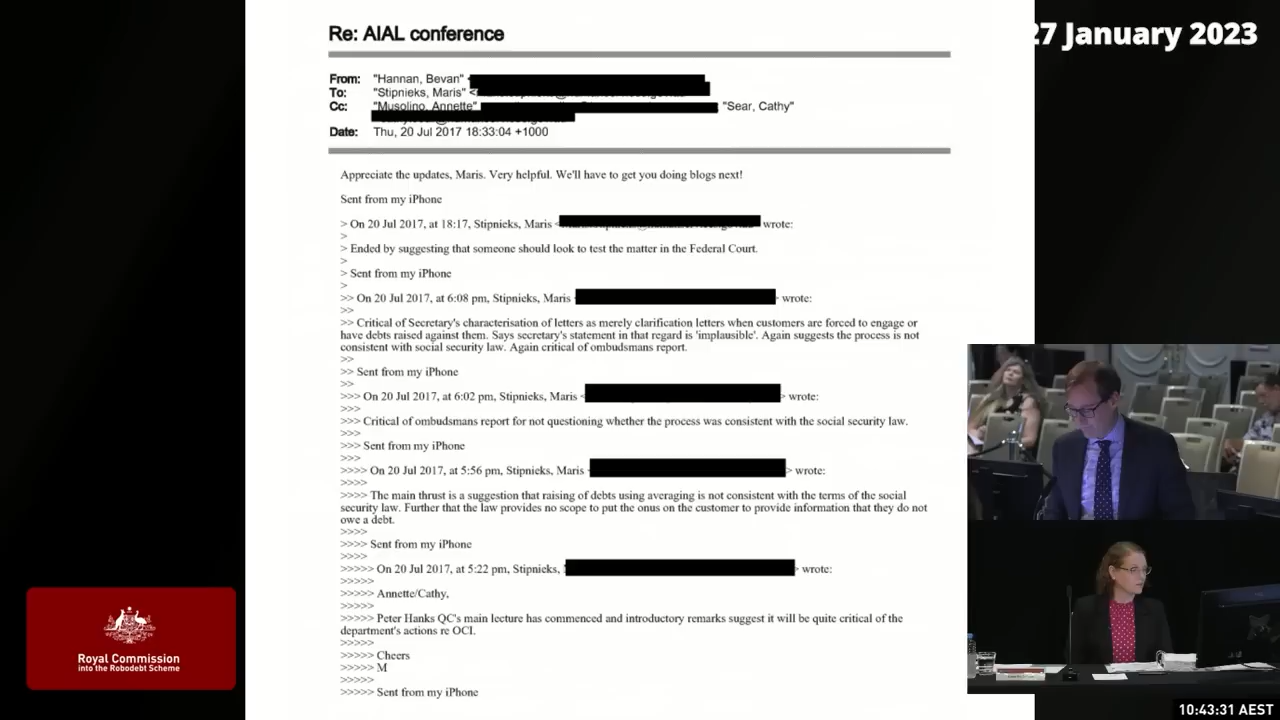 Re: AIAL conference
27 January 2023
From: "Hannan, Bevan" <
To: "Stipnieks, Maris" <
Cc: "Musolino, Annette" "Sear, Cathy"
Date: Thu, 20 Jul 2017 18:33:04 +1000
Appreciate the updates, Maris. Very helpful. We'll have to get you doing blogs next!
Sent from my iPhone
> On 20 Jul 2017, at 18:17, Stipnieks, Maris < wrote:
>
> Ended by suggesting that someone should look to test the matter in the Federal Court.
>
> Sent from my iPhone
>
>> On 20 Jul 2017, at 6:08 pm, Stipnieks, Maris wrote:
>>
>> Critical of Secretary's characterisation of letters as merely clarification letters when customers are forced to engage or
have debts raised against them. Says secretary's statement in that regard is 'implausible'. Again suggests the process is not
consistent with social security law. Again critical of ombudsmans report.
>>
>> Sent from my iPhone
>>
>>> On 20 Jul 2017, at 6:02 pm, Stipnieks, Maris < > wrote:
>>>
>>> Critical of ombudsmans report for not questioning whether the process was consistent with the social security law.
>>>
>>> Sent from my iPhone
>>>
>>>> On 20 Jul 2017, at 5:56 pm, Stipnieks, Maris > wrote:
>>>>
>>>> The main thrust is a suggestion that raising of debts using averaging is not consistent with the terms of the social
security law. Further that the law provides no scope to put the onus on the customer to provide information that they do not
owe a debt.
>>>>
>>>> Sent from my iPhone
>>>>
>>>>> On 20 Jul 2017, at 5:22 pm, Stipnieks, > wrote:
>>>>>
>>>>> Annette/Cathy,
>>>>>
>>>>> Peter Hanks QC's main lecture has commenced and introductory remarks suggest it will be quite critical of the
department's actions re OCI.
>>>>>
>>>>> Cheers
>>>>> M
>>>>>
>>>>> Sent from my iPhone
Royal Commission
into the Robodebt Scheme
10:43:31 AEST